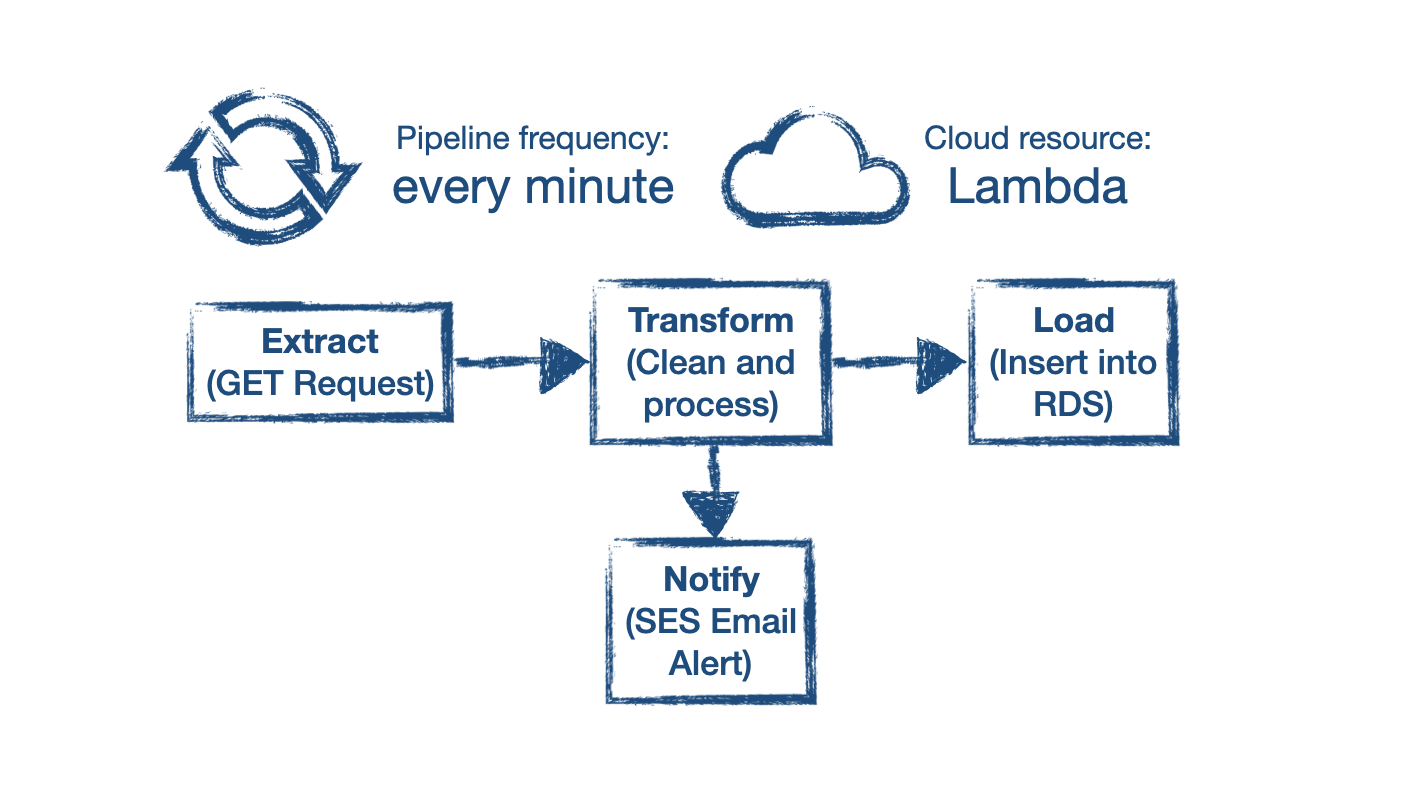 Pipeline frequency:
every minute
Cloud resource:
Lambda
Extract
(GET Request)
Transform
(Clean and
process)
Load
(Insert into
RDS)
Notify
(SES Email
Alert)